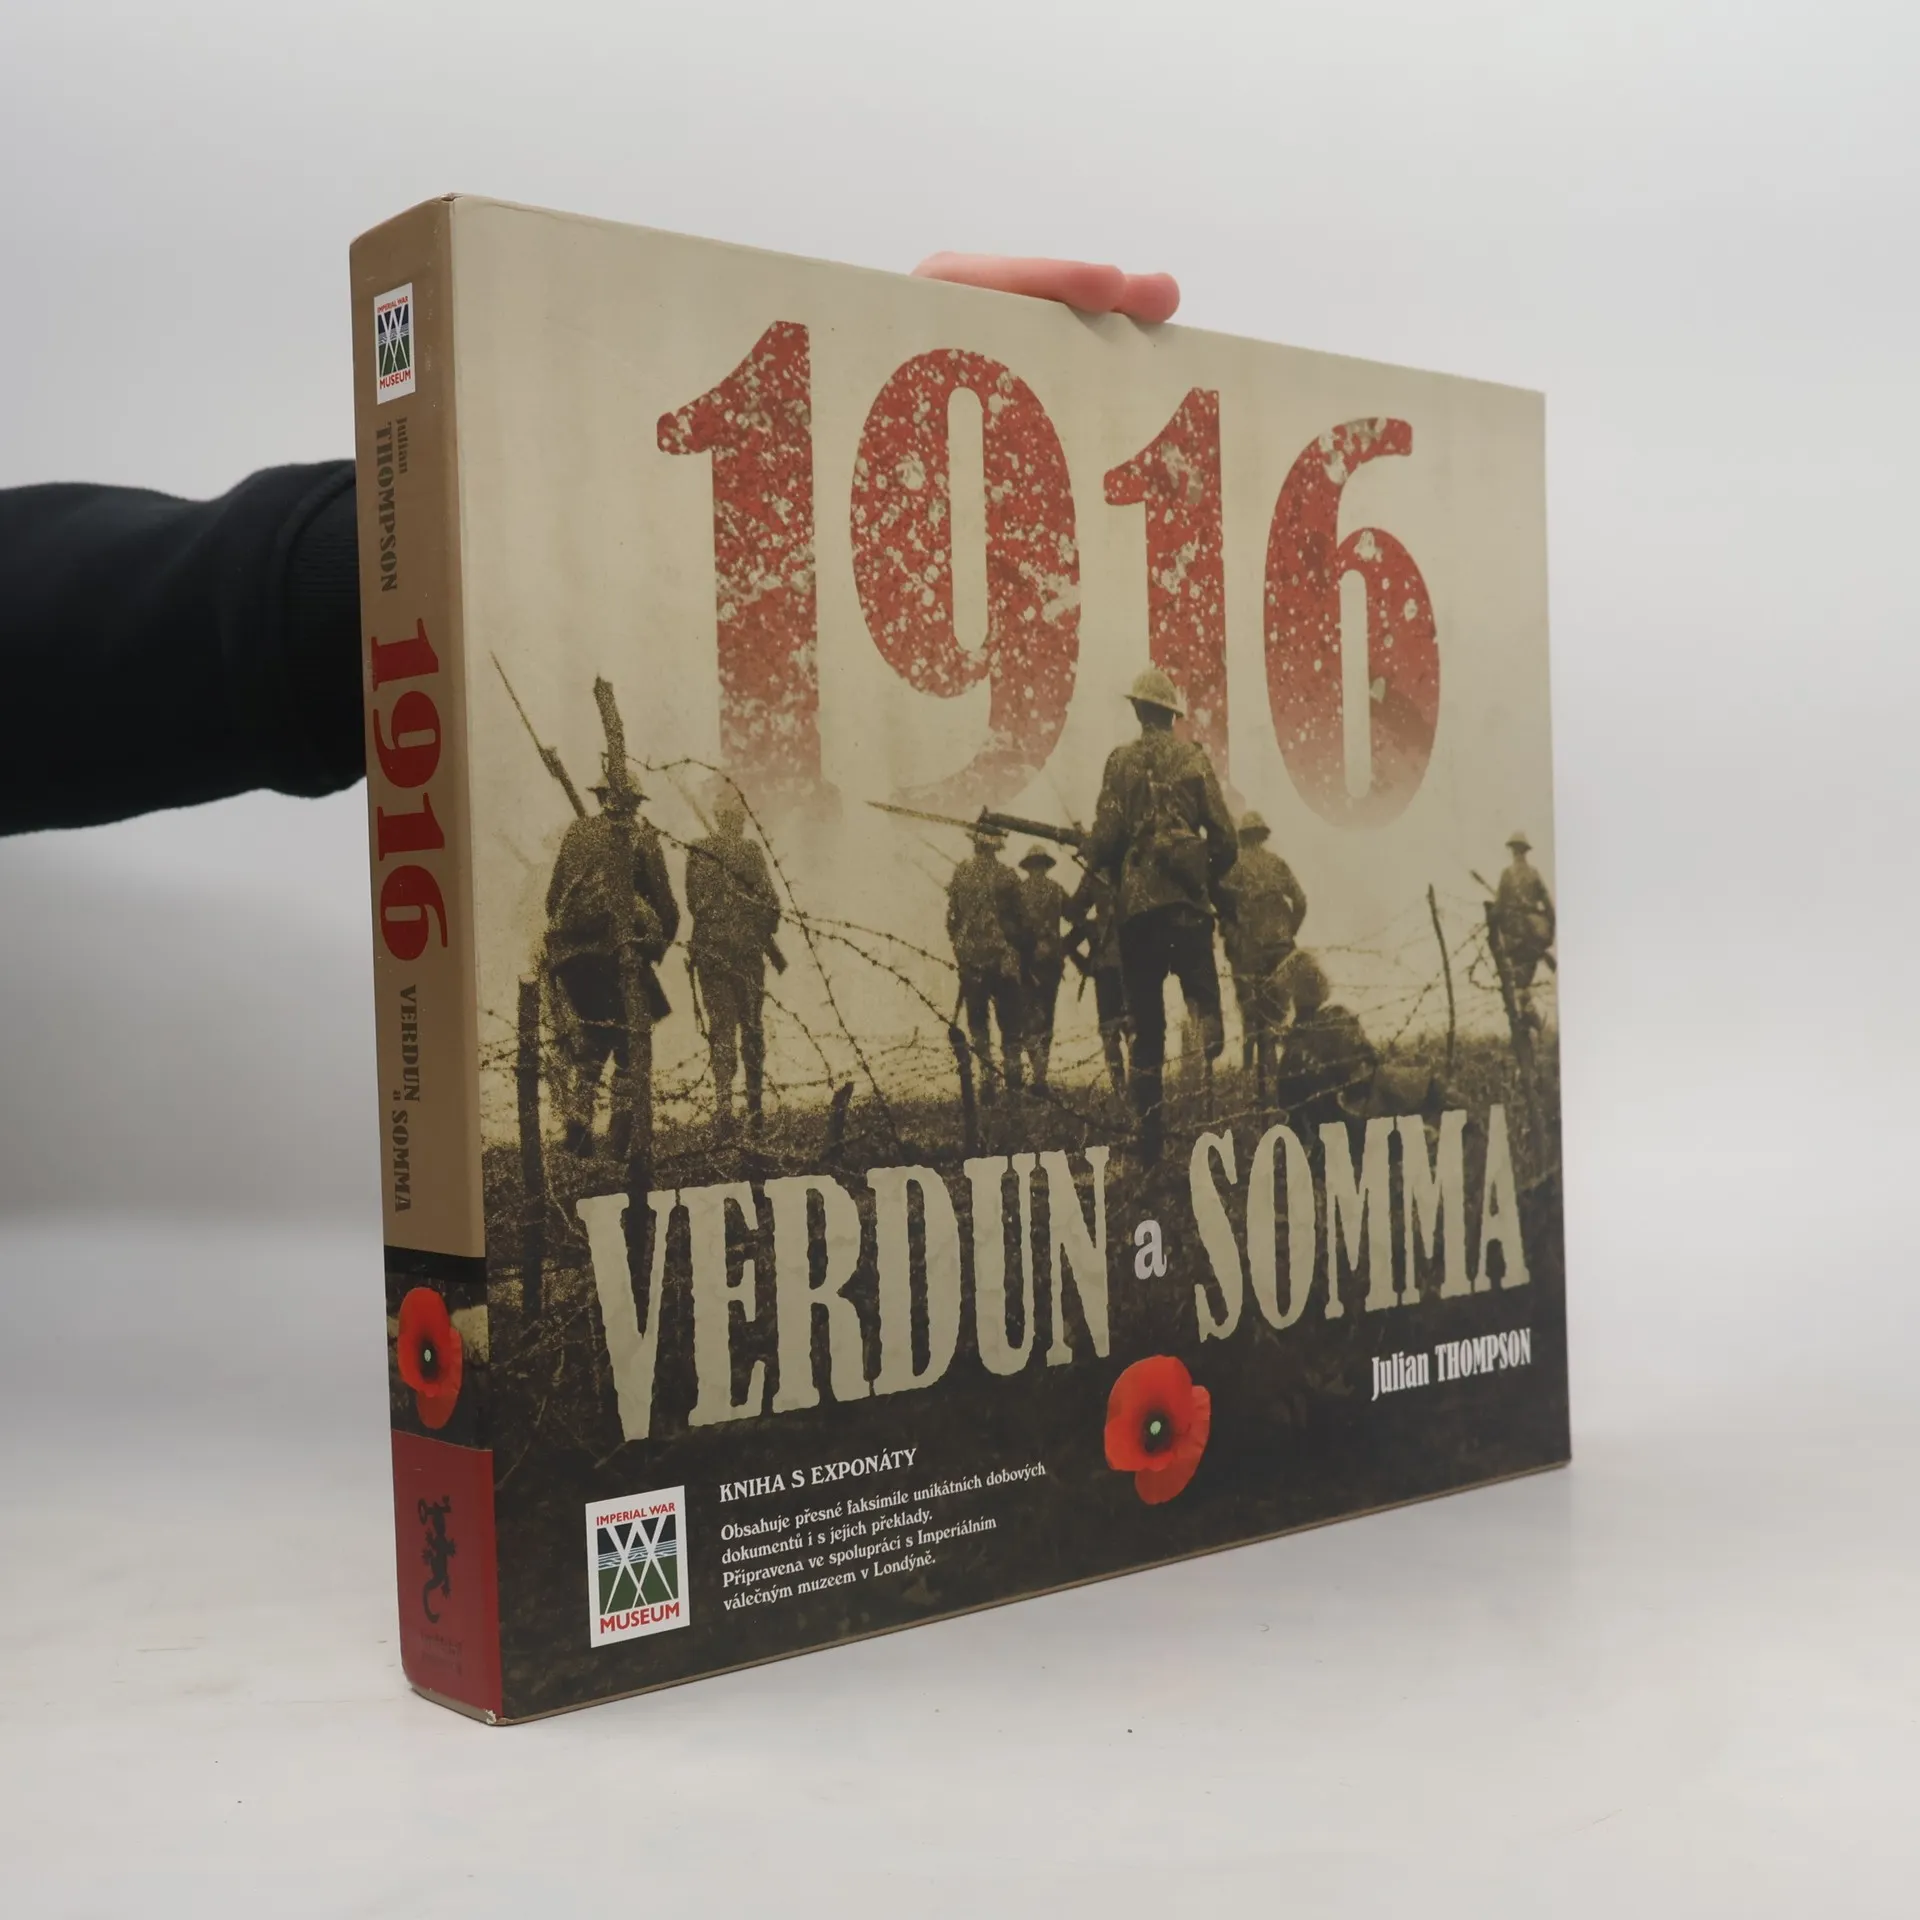 IMPERIAL WAR
MUSEUM
Julian
THOMPSON
1916
VERDUN
a SOMMA
1916
VERDUN a SOMMA
Julian THOMPSON
KNIHA S EXPONÁTY
Obsahuje přesné faksimile unikátních dobových
dokumentů i s jejich překlady.
Připravena ve spolupráci s Imperiálním
válečným muzeem v Londýně.
IMPERIAL WAR
MUSEUM